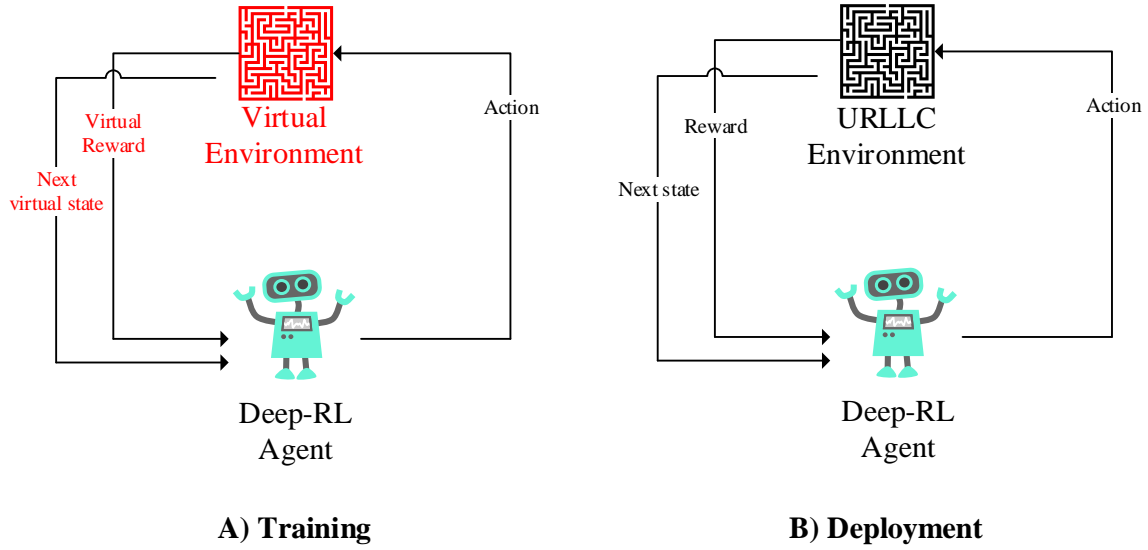 Virtual
Reward
Next
virtual state
Virtual
Environment
Action
Deep-RL
Agent
A) Training
Reward
Next state
URLLC
Environment
Action
Deep-RL
Agent
B) Deployment